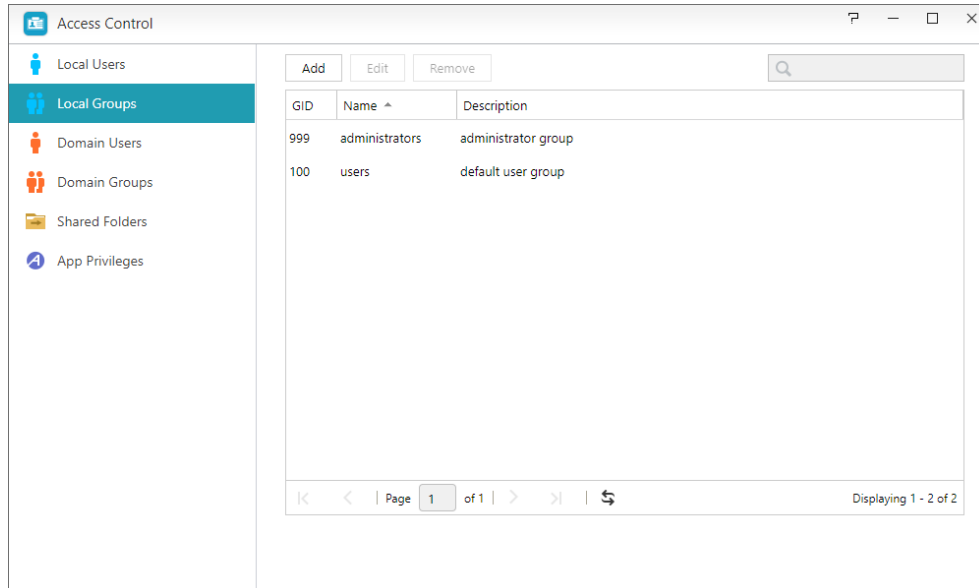 Access Control
Local Users
Local Groups
Domain Users
Domain Groups
Shared Folders
App Privileges
Add Edit Remove
GID Name Description
999 administrators administrator group
100 users default user group
Page 1 of 1 Displaying 1 - 2 of 2